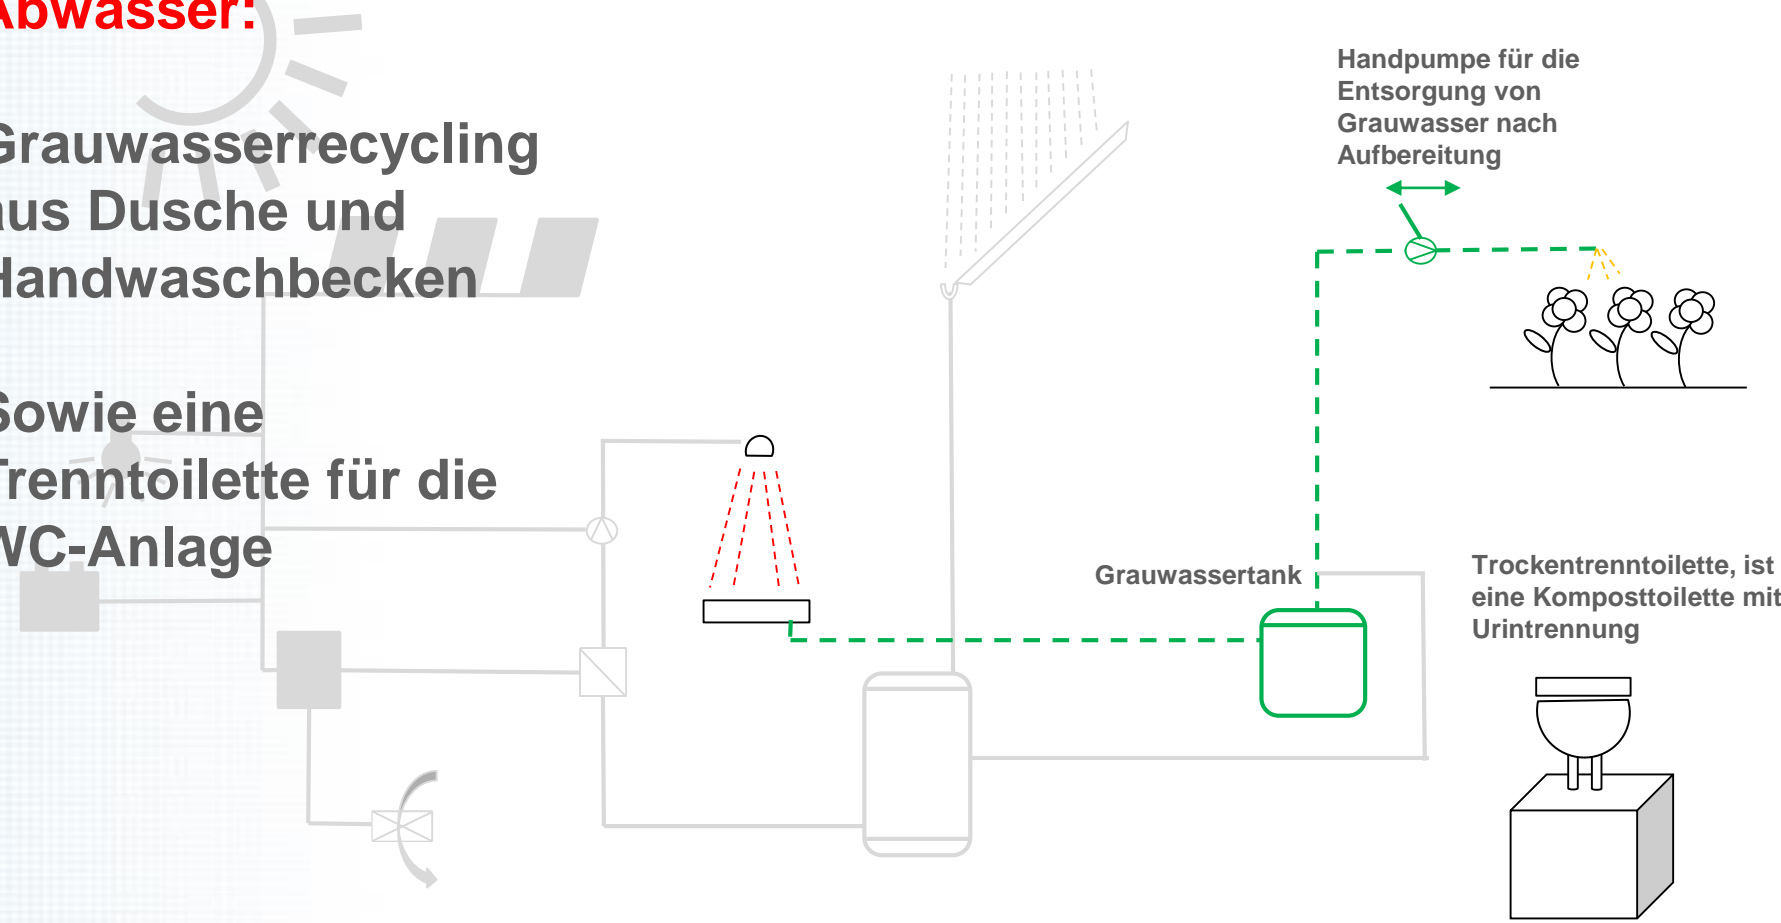 Abwasser:
Grauwasserrecycling
aus Dusche und
Handwaschbecken
Sowie eine
Trenntoilette für die
WC-Anlage
Handpumpe für die
Entsorgung von
Grauwasser nach
Aufbereitung
Grauwassertank
Trockentrenntoilette, ist
eine Komposttoilette mit
Urintrennung